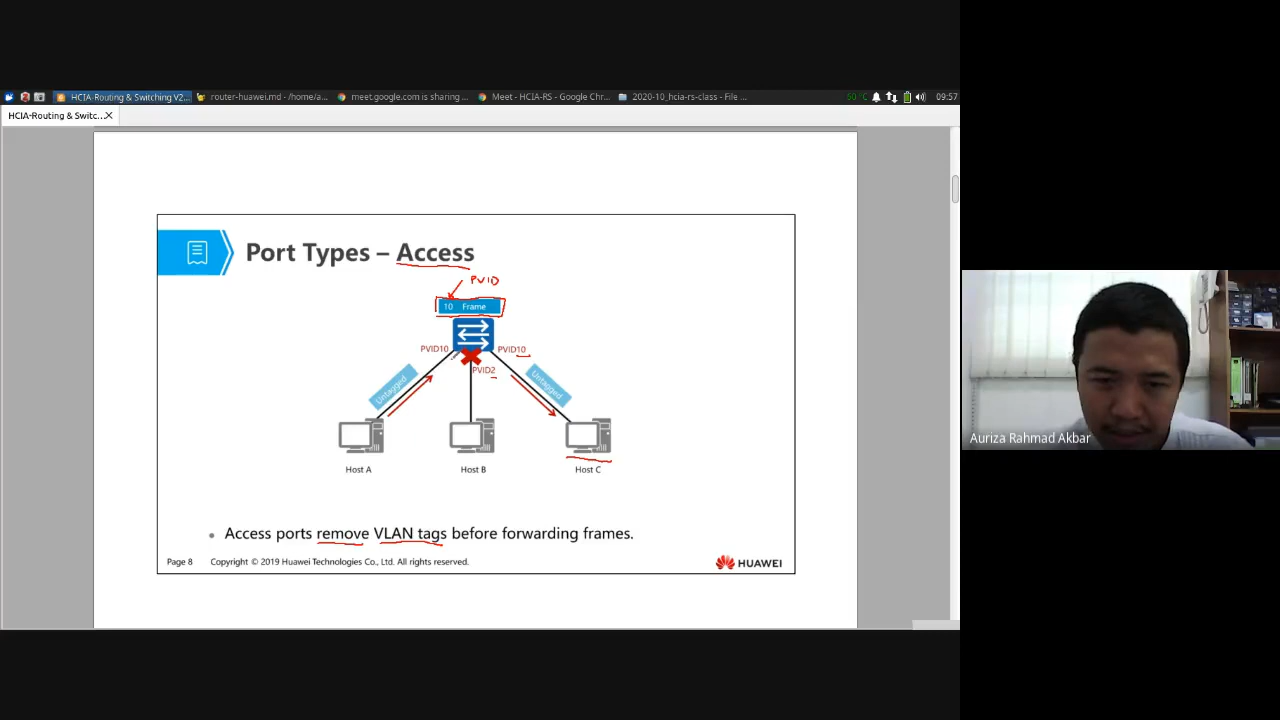 HCIA-Routing & Switching V2...
router-huawei.md - /home/a...
meet.google.com is sharing ...
Meet - HCIA-RS - Google Chr...
2020-10_hcia-rs-class - File ...
50°C
09:57
HCIA-Routing & Switc...
Port Types – Access
PVID
10 Frame
PVID10
PVID10
PVID2
Untagged
Untagged
Host A
Host B
Host C
Auriza Rahmad Akbar
• Access ports remove VLAN tags before forwarding frames.
Page 8
Copyright © 2019 Huawei Technologies Co., Ltd. All rights reserved.
HUAWEI